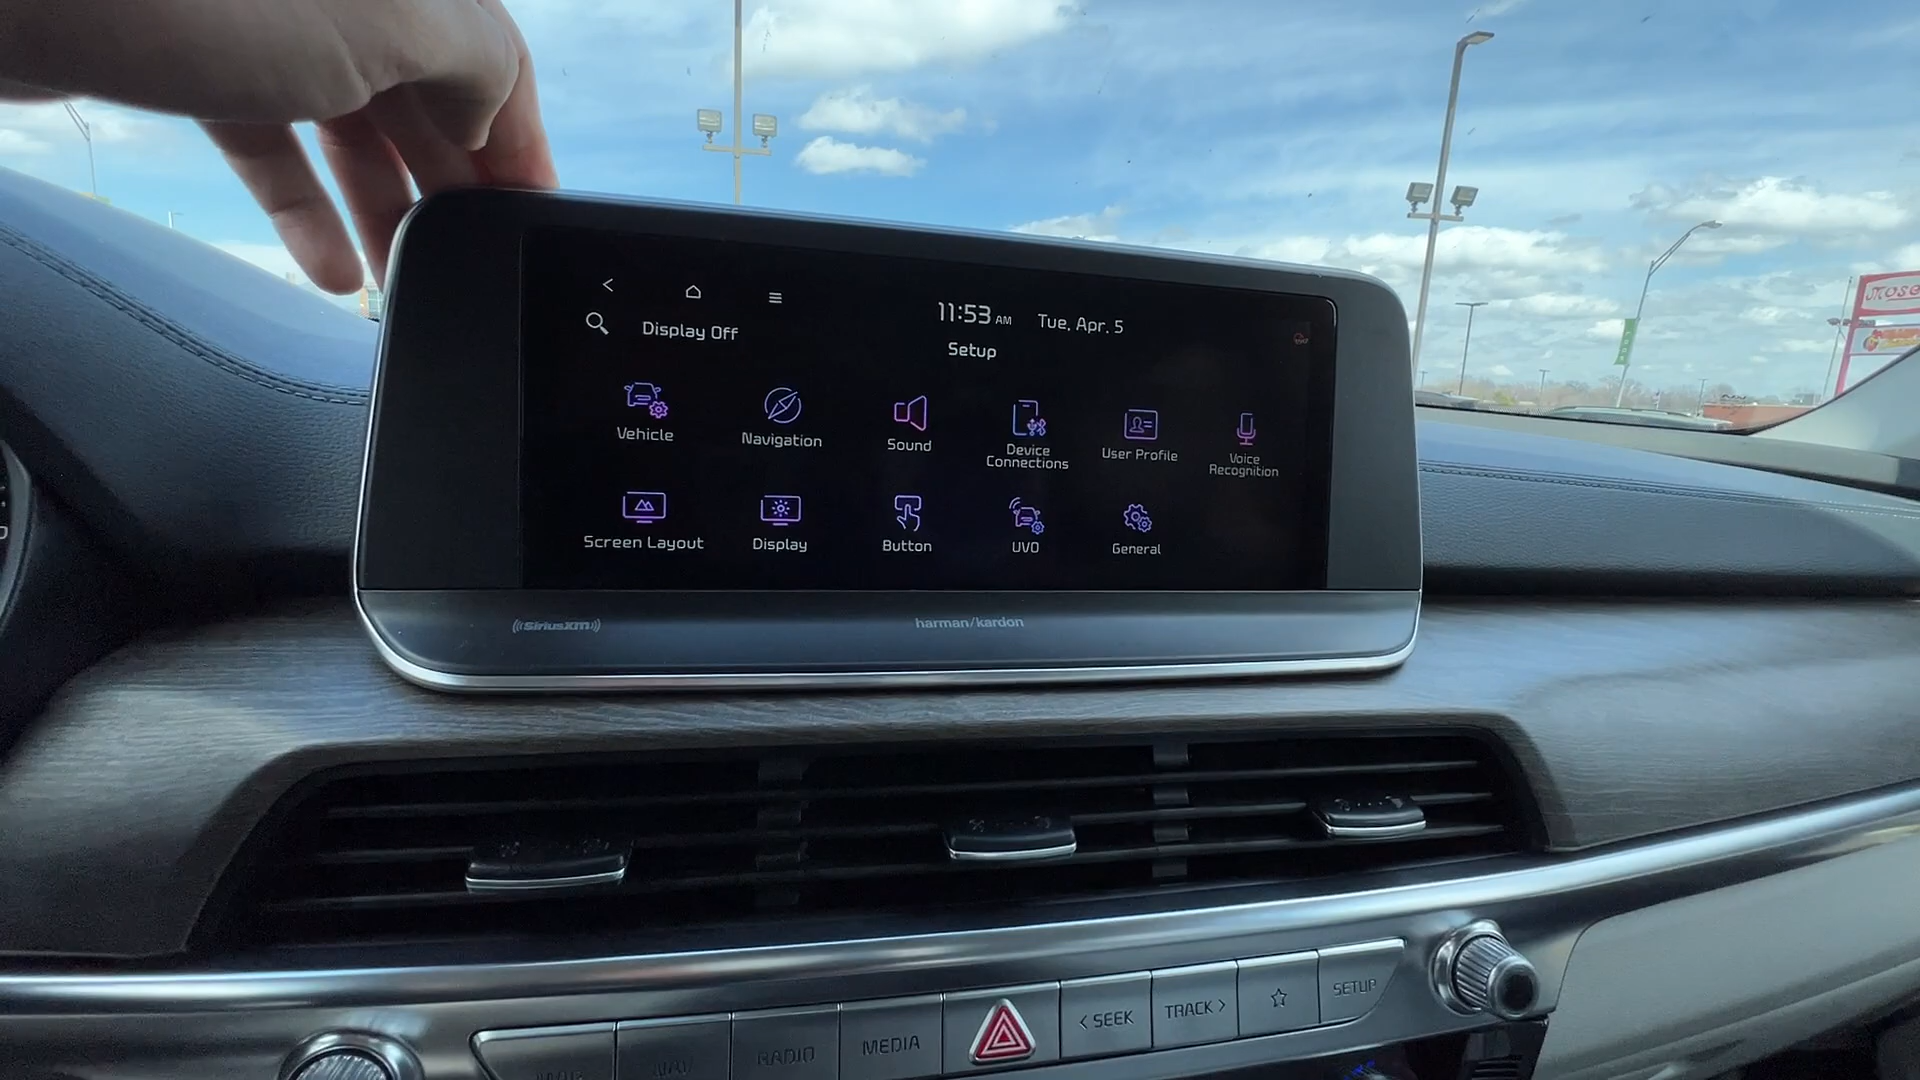 11:53 AM Tue, Apr. 5
Display Off
Setup
Vehicle
Navigation
Sound
Device
Connections
User Profile
Voice
Recognition
Screen Layout
Display
Button
UVO
General
((SiriusXM))
harman/kardon
RADIO
MEDIA
< SEEK
TRACK >
SETUP